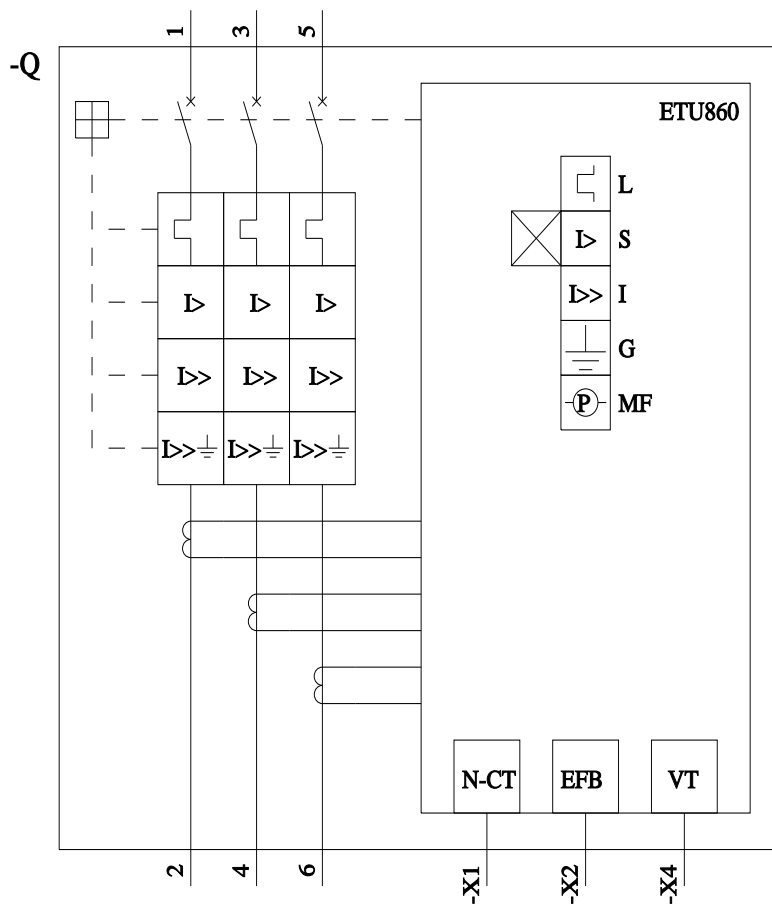 1 3 5
-Q
ETU860
L
I> S
I> I> I>
I>> I
I>> I>> I>>
G
P MF
I>> I>> I>>
N-CT EFB VT
2 4 6 -X1 -X2 -X4